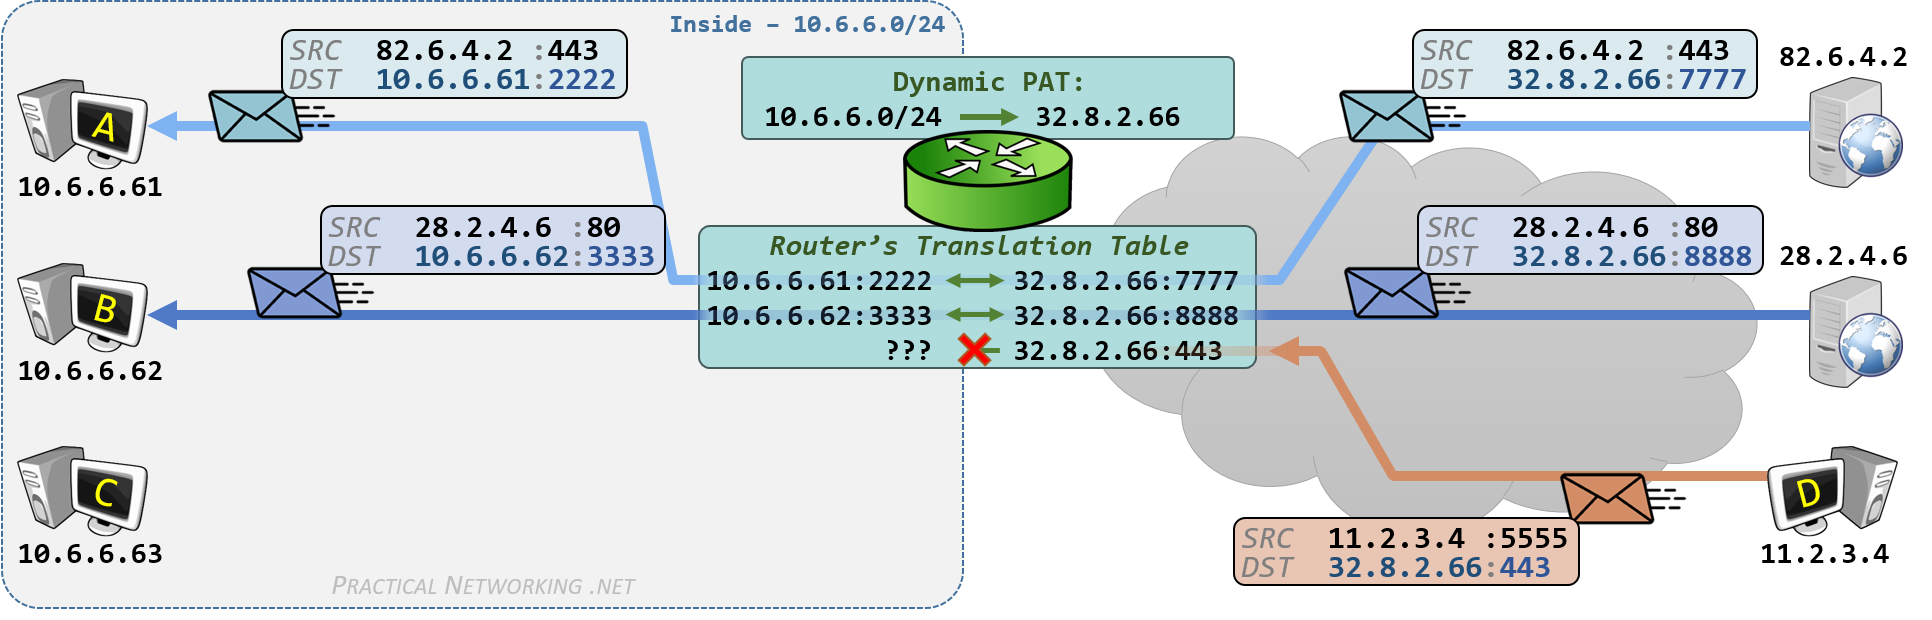 Inside – 10.6.6.0/24
SRC 82.6.4.2 :443
DST 10.6.6.61:2222
A
10.6.6.61
Dynamic PAT:
10.6.6.0/24 32.8.2.66
SRC 82.6.4.2 :443
DST 32.8.2.66:7777
82.6.4.2
SRC 28.2.4.6 :80
DST 10.6.6.62:3333
B
10.6.6.62
Router's Translation Table
10.6.6.61:2222 32.8.2.66:7777
10.6.6.62:3333 32.8.2.66:8888
??? 32.8.2.66:443
SRC 28.2.4.6 :80
DST 32.8.2.66:8888
28.2.4.6
C
10.6.6.63
SRC 11.2.3.4 :5555
DST 32.8.2.66:443
D
11.2.3.4
PRACTICAL NETWORKING .NET